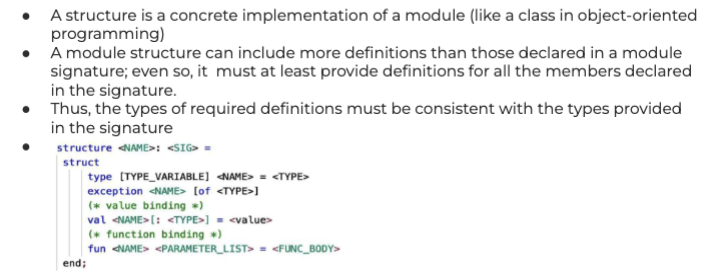 • A structure is a concrete implementation of a module (like a class in object-oriented
programming)
• A module structure can include more definitions than those declared in a module
signature; even so, it must at least provide definitions for all the members declared
in the signature.
• Thus, the types of required definitions must be consistent with the types provided
in the signature
• structure <NAME>: <SIG> =
struct
type [TYPE_VARIABLE] <NAME> = <TYPE>
exception <NAME> [of <TYPE>]
(* value binding *)
val <NAME>[: <TYPE>] = <value>
(* function binding *)
fun <NAME> <PARAMETER_LIST> = <FUNC_BODY>
end;